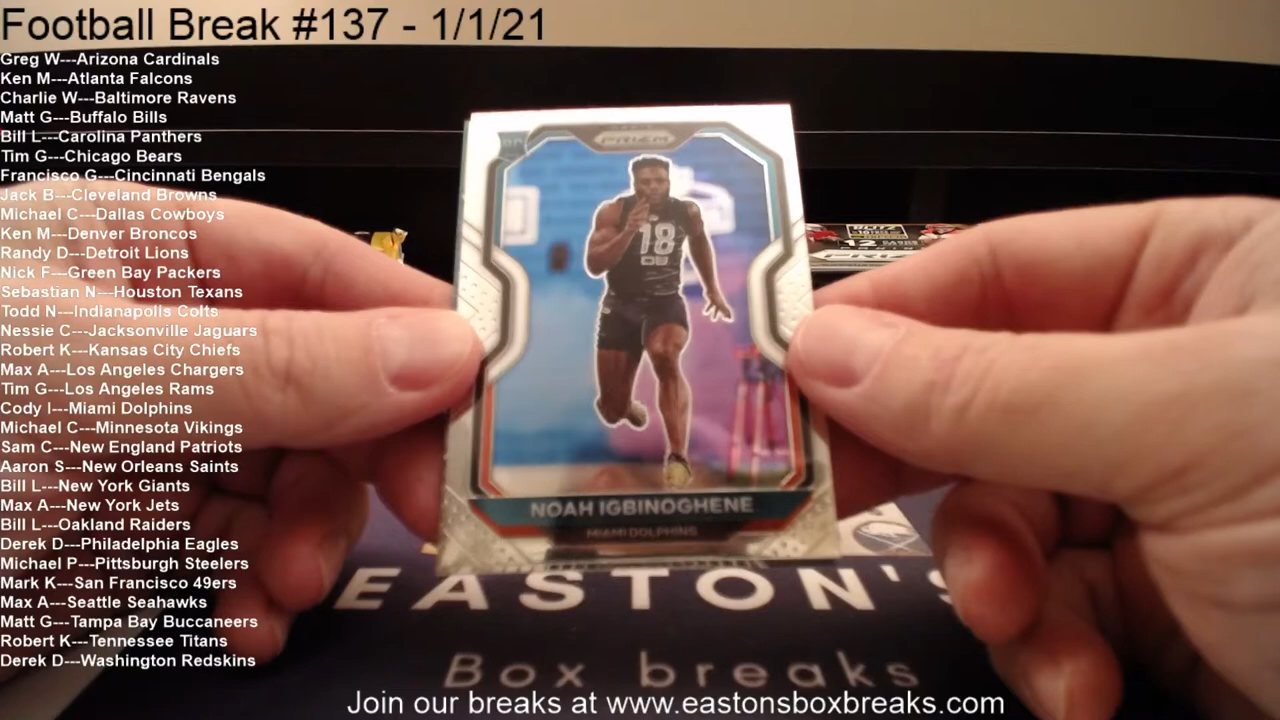 Football Break #137 - 1/1/21
Greg W---Arizona Cardinals
Ken M---Atlanta Falcons
Charlie W---Baltimore Ravens
Matt G---Buffalo Bills
Bill L---Carolina Panthers
Tim G---Chicago Bears
Francisco G---Cincinnati Bengals
Jack B---Cleveland Browns
Michael C---Dallas Cowboys
Ken M---Denver Broncos
Randy D---Detroit Lions
Nick F---Green Bay Packers
Sebastian N---Houston Texans
Todd N---Indianapolis Colts
Nessie C---Jacksonville Jaguars
Robert K---Kansas City Chiefs
Max A---Los Angeles Chargers
Tim G---Los Angeles Rams
Cody I---Miami Dolphins
Michael C---Minnesota Vikings
Sam C---New England Patriots
Aaron S---New Orleans Saints
Bill L---New York Giants
Max A---New York Jets
Bill L---Oakland Raiders
Derek D---Philadelphia Eagles
Michael P---Pittsburgh Steelers
Mark K---San Francisco 49ers
Max A---Seattle Seahawks
Matt G---Tampa Bay Buccaneers
Robert K---Tennessee Titans
Derek D---Washington Redskins
PRIZM
18
NOAH IGBINOGHENE
MIAMI DOLPHINS
BLITZ
12 CARDS
EASTON'S
Box breaks
Join our breaks at www.eastonsboxbreaks.com